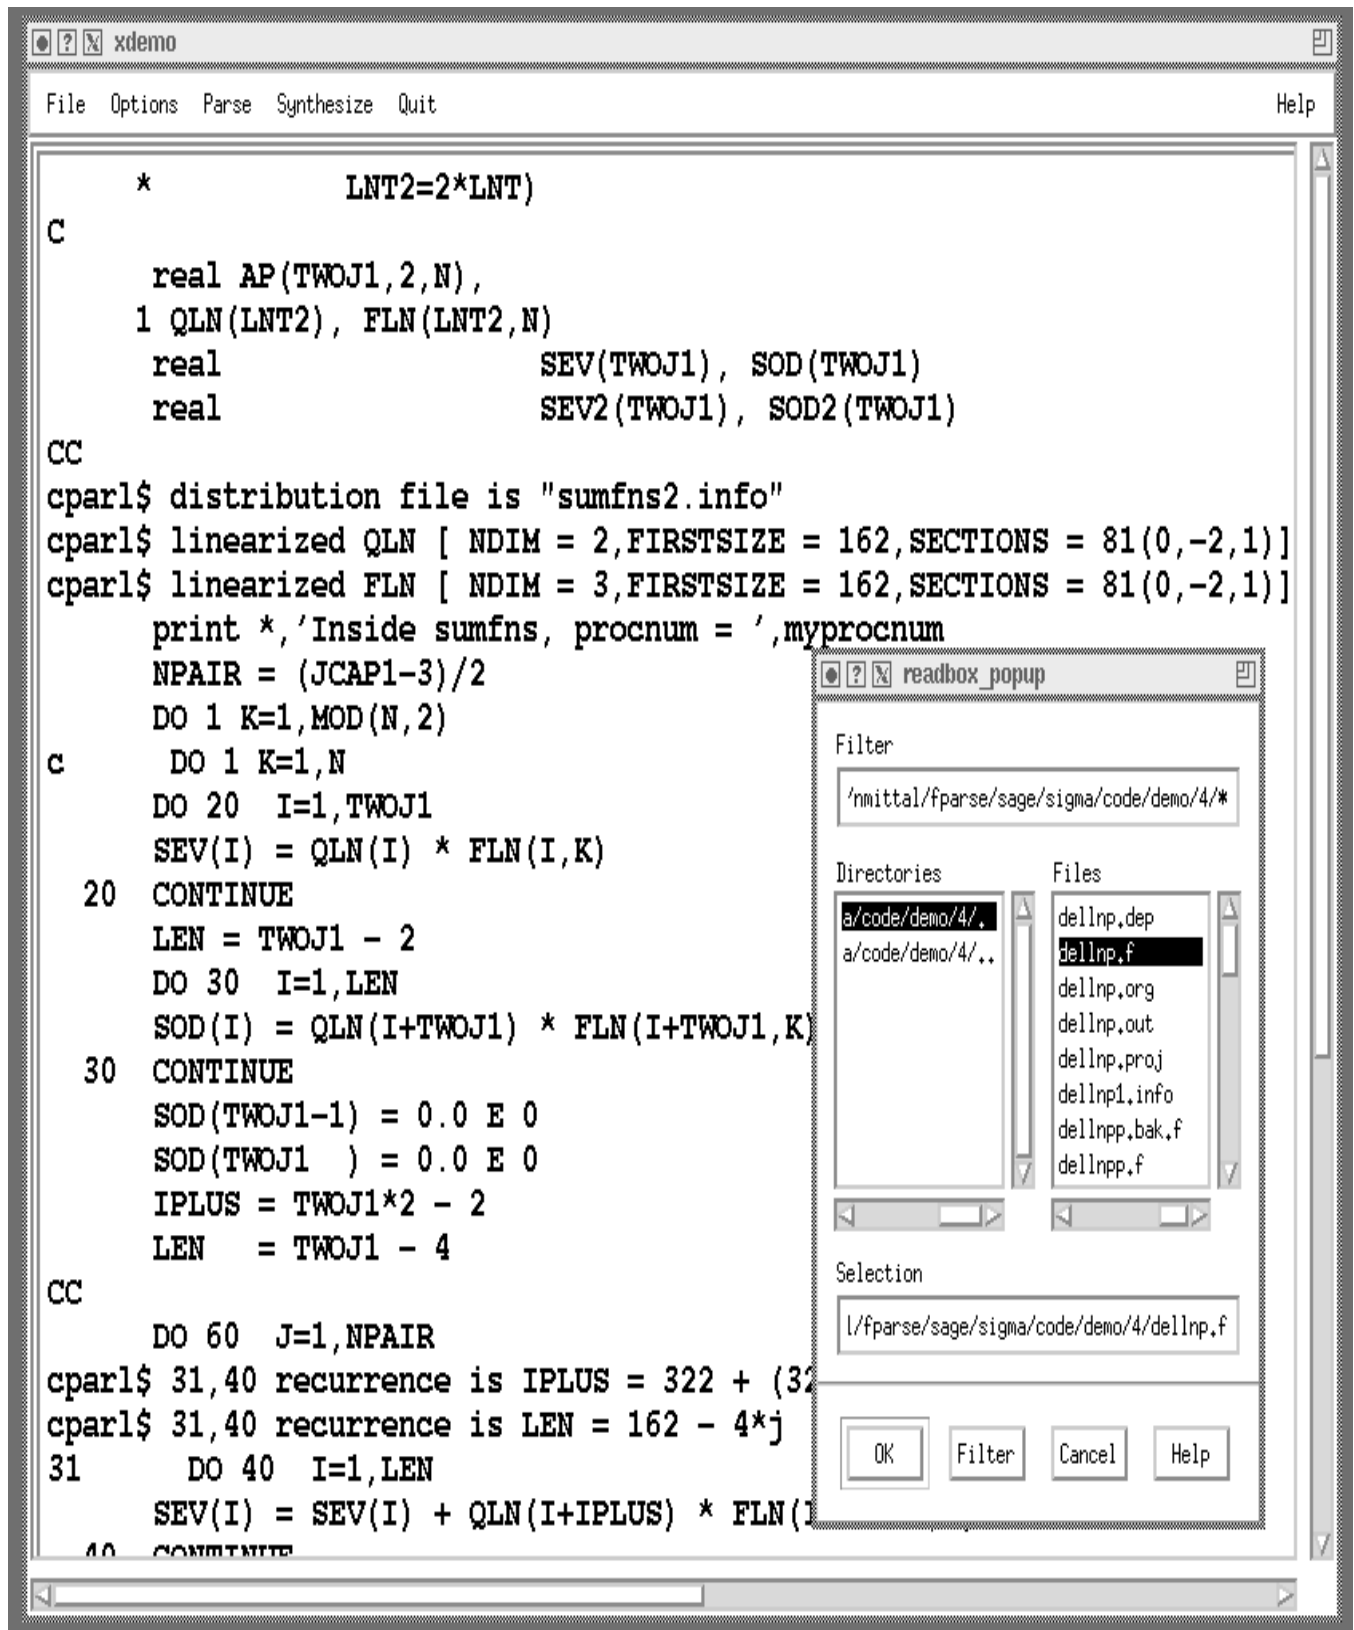 xdemo
File Options Parse Synthesize Quit Help
* LNT2=2*LNT)
C
real AP(TWOJ1,2,N),
1 QLN(LNT2), FLN(LNT2,N)
real SEV(TWOJ1), SOD(TWOJ1)
real SEV2(TWOJ1), SOD2(TWOJ1)
CC
cparl$ distribution file is "sumfns2.info"
cparl$ linearized QLN [ NDIM = 2,FIRSTSIZE = 162,SECTIONS = 81(0,-2,1)]
cparl$ linearized FLN [ NDIM = 3,FIRSTSIZE = 162,SECTIONS = 81(0,-2,1)]
print *,'Inside sumfns, procnum = ',myprocnum
NPAIR = (JCAP1-3)/2
DO 1 K=1,MOD(N,2)
c DO 1 K=1,N
DO 20 I=1,TWOJ1
SEV(I) = QLN(I) * FLN(I,K)
20 CONTINUE
LEN = TWOJ1 - 2
DO 30 I=1,LEN
SOD(I) = QLN(I+TWOJ1) * FLN(I+TWOJ1,K)
30 CONTINUE
SOD(TWOJ1-1) = 0.0 E 0
SOD(TWOJ1 ) = 0.0 E 0
IPLUS = TWOJ1*2 - 2
LEN = TWOJ1 - 4
CC
DO 60 J=1,NPAIR
cparl$ 31,40 recurrence is IPLUS = 322 + (32
cparl$ 31,40 recurrence is LEN = 162 - 4*j
31 DO 40 I=1,LEN
SEV(I) = SEV(I) + QLN(I+IPLUS) * FLN(I
40 CONTINUE
readbox_popup
Filter
/nmittal/fparse/sage/sigma/code/demo/4/*
Directories
a/code/demo/4/.
a/code/demo/4/..
Files
dellnp.dep
dellnp.f
dellnp.org
dellnp.out
dellnp.proj
dellnp1.info
dellnpp.bak.f
dellnpp.f
Selection
l/fparse/sage/sigma/code/demo/4/dellnp.f
OK Filter Cancel Help